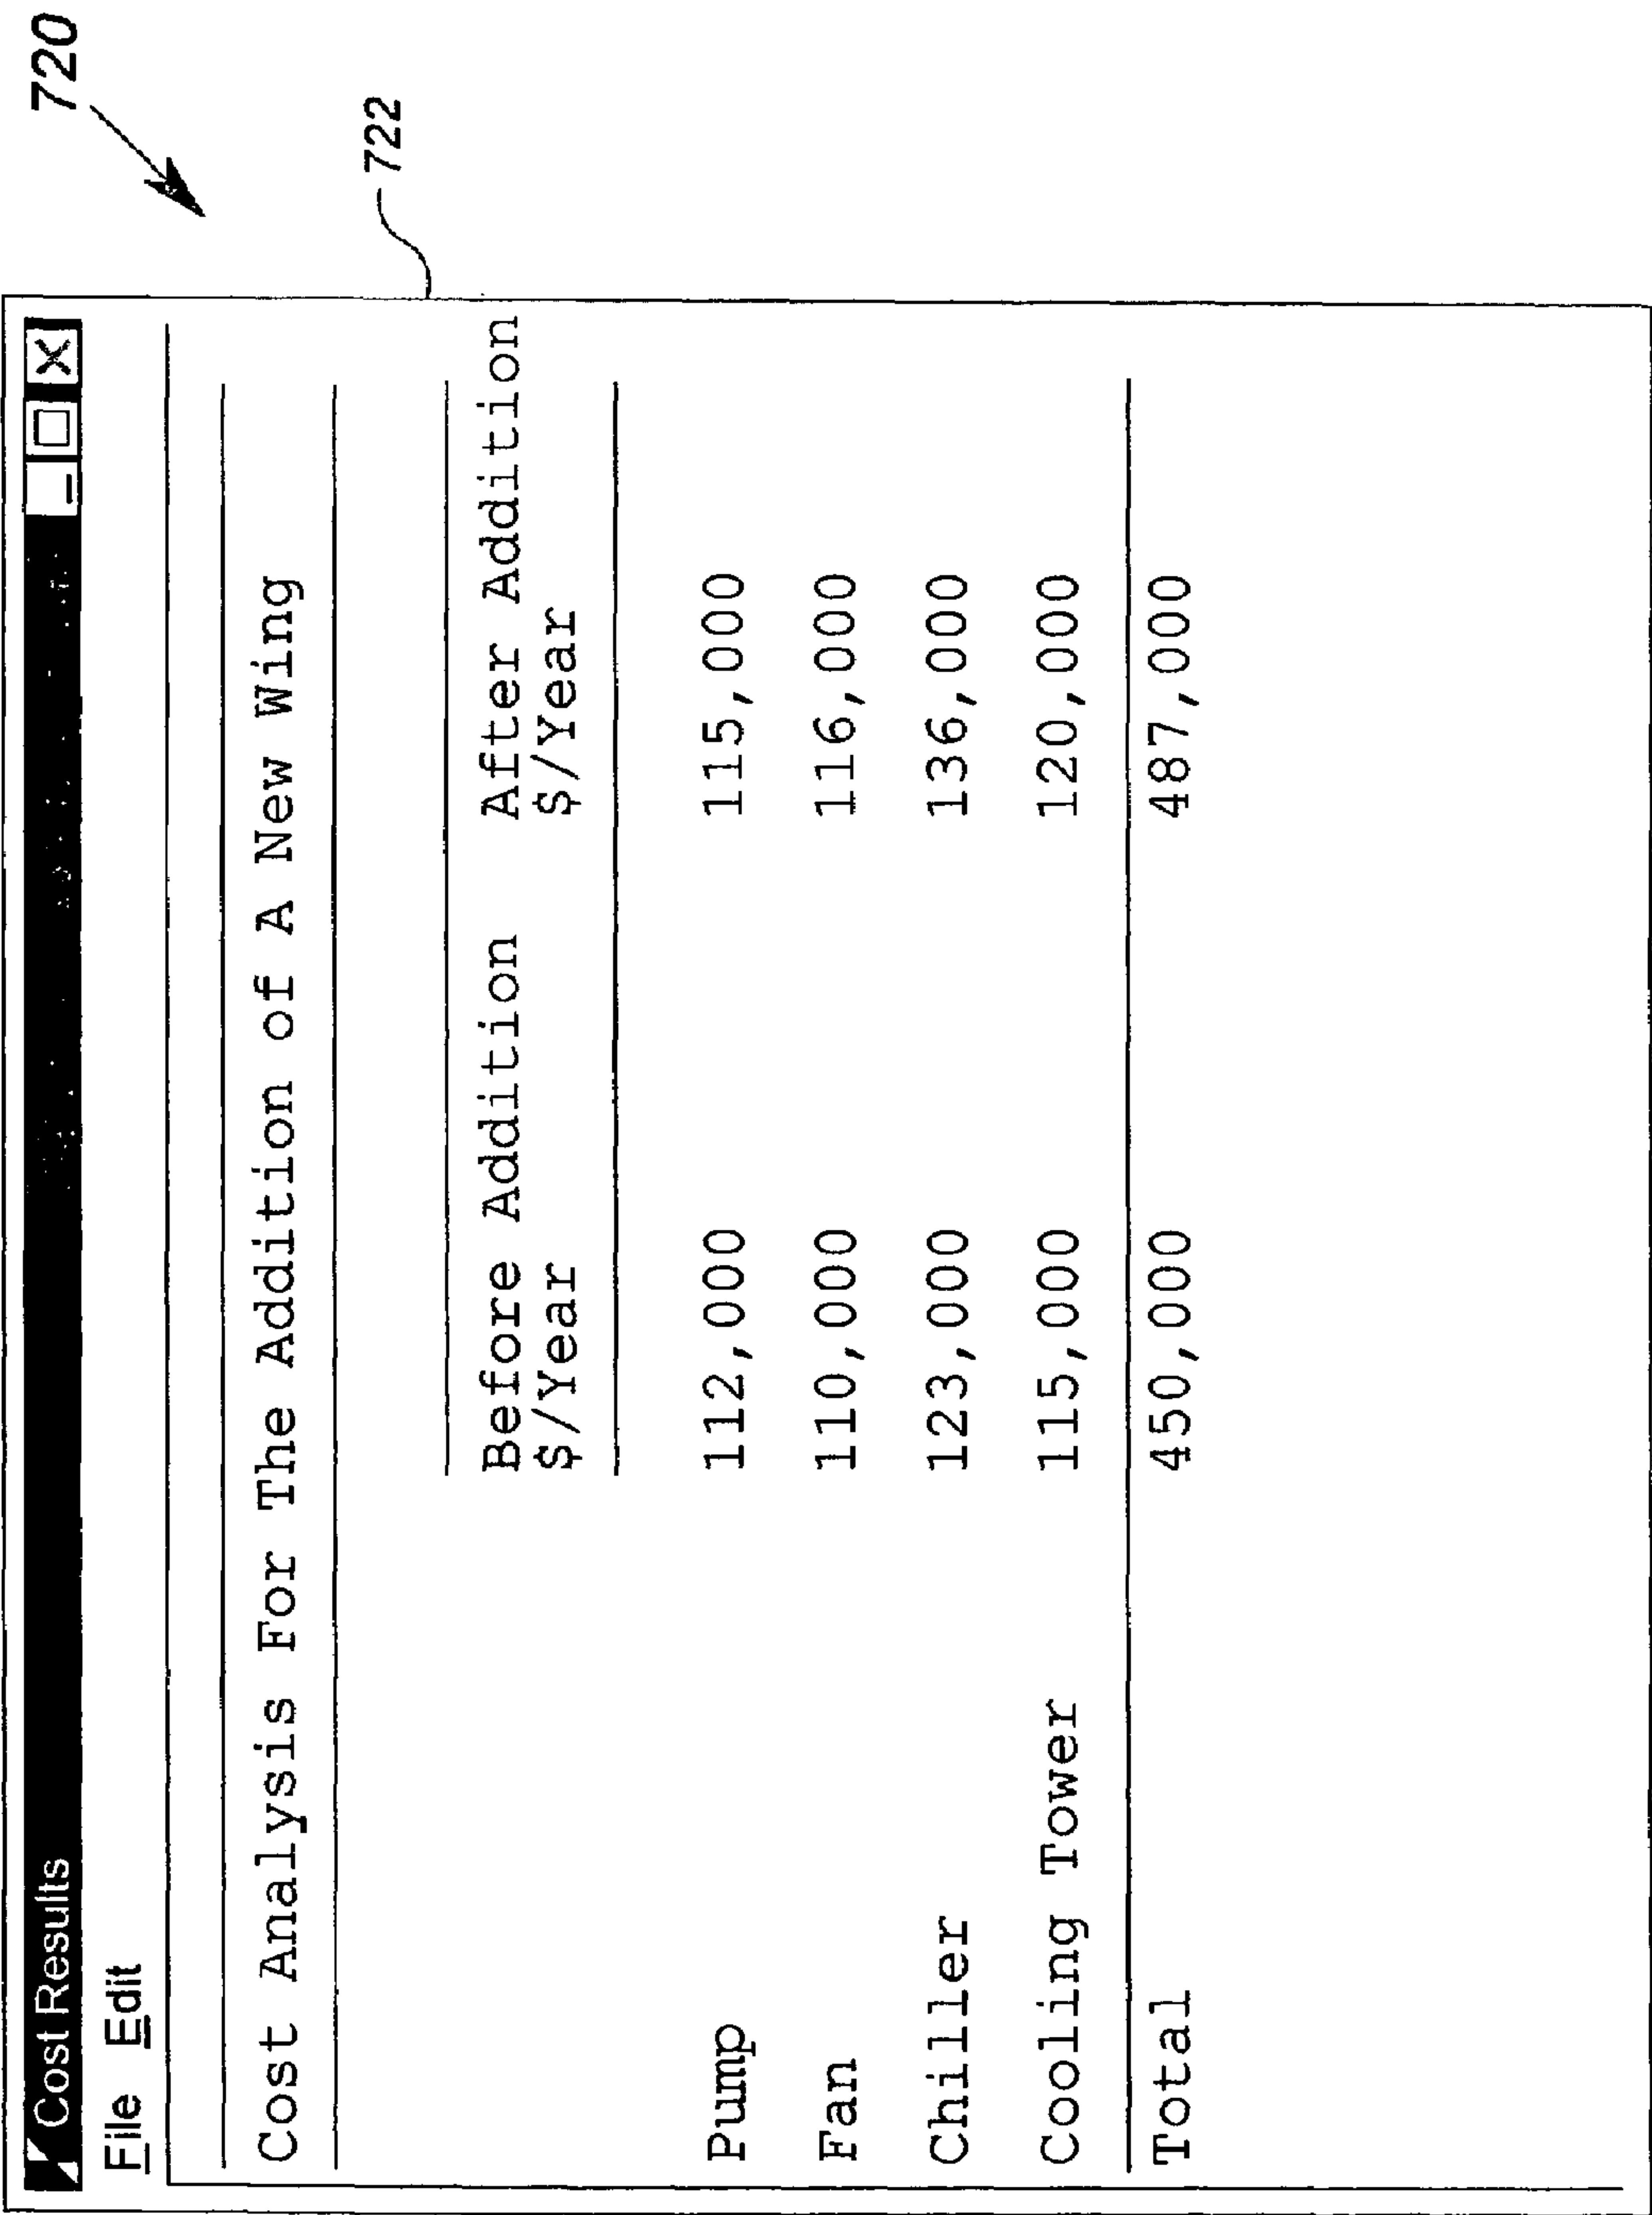 720
722
Cost Results
File Edit
Cost Analysis For The Addition of A New Wing
Before Addition After Addition
$/Year $/Year
Pump 112,000 115,000
Fan 110,000 116,000
Chiller 123,000 136,000
Cooling Tower 115,000 120,000
Total 450,000 487,000